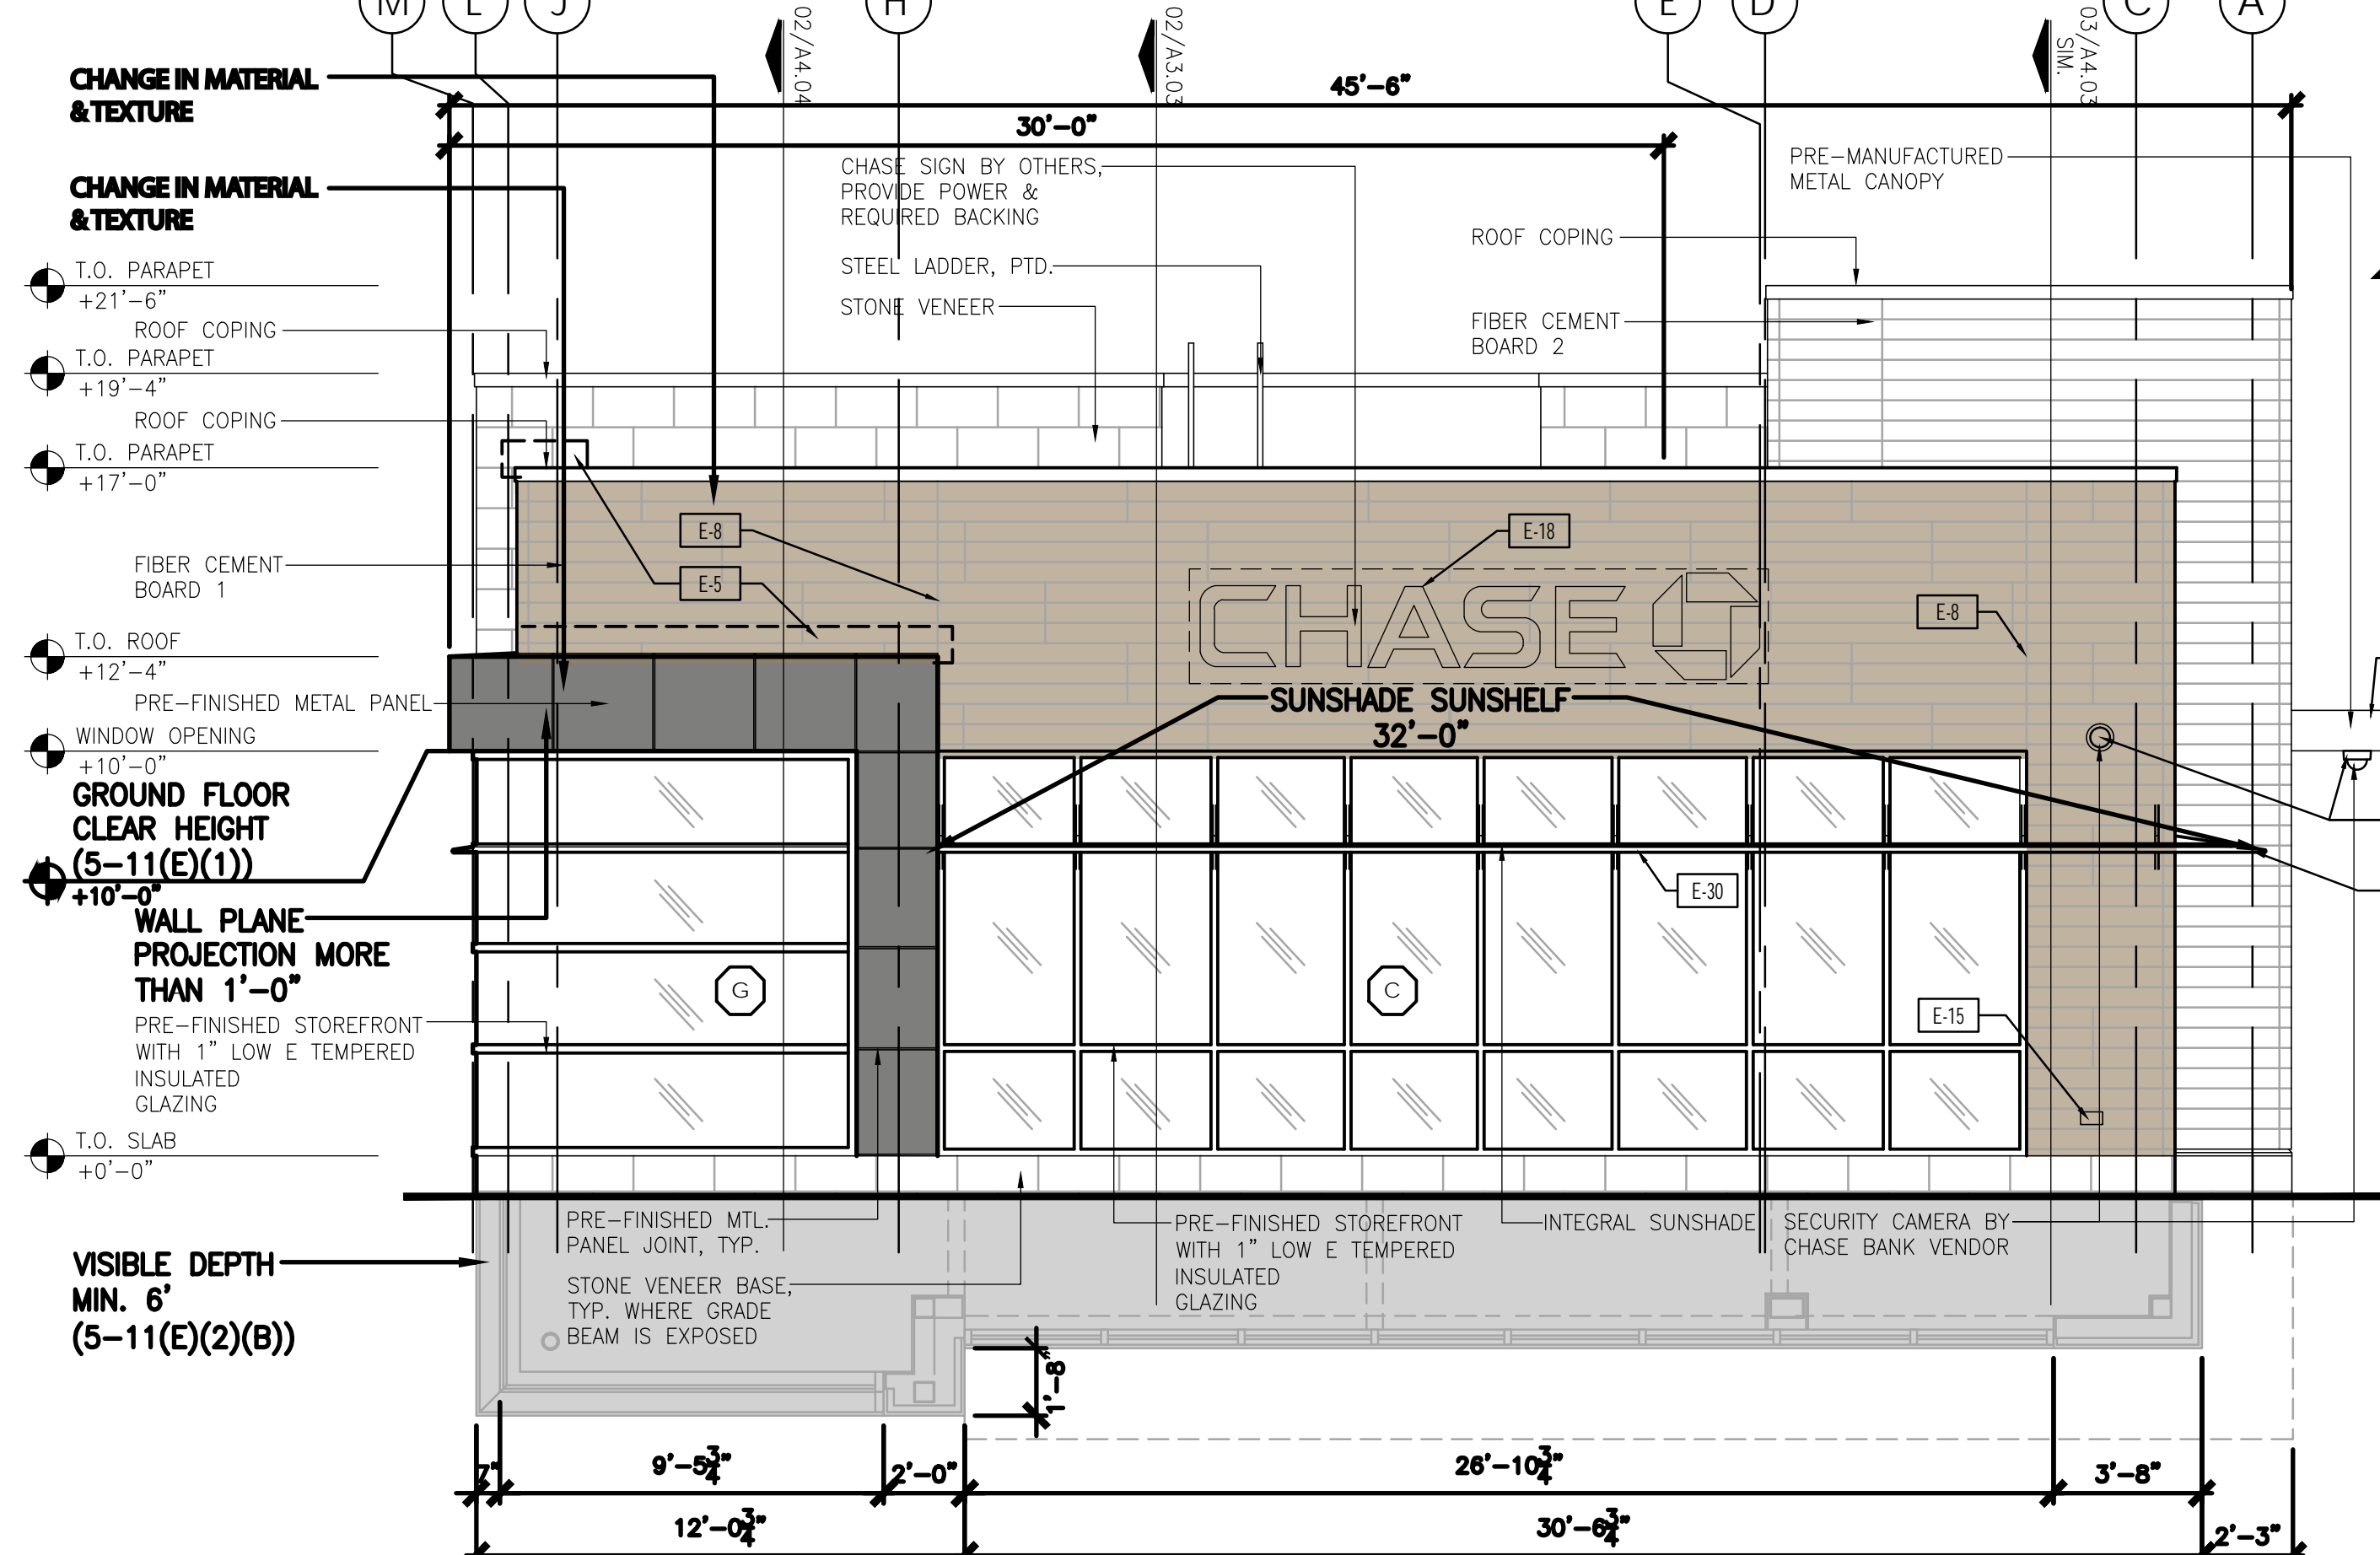 M
L
J
H
E
D
C
A
02/A4.04
02/A3.03
03/A4.03
SIM.
CHANGE IN MATERIAL
& TEXTURE
45'-6"
30'-0"
CHASE SIGN BY OTHERS,
PROVIDE POWER &
REQUIRED BACKING
PRE-MANUFACTURED
METAL CANOPY
CHANGE IN MATERIAL
& TEXTURE
ROOF COPING
STEEL LADDER, PTD.
STONE VENEER
FIBER CEMENT
BOARD 2
T.O. PARAPET
+21'-6"
ROOF COPING
T.O. PARAPET
+19'-4"
ROOF COPING
T.O. PARAPET
+17'-0"
E-8
E-18
FIBER CEMENT
BOARD 1
E-5
E-8
CHASE
T.O. ROOF
+12'-4"
PRE-FINISHED METAL PANEL
SUNSHADE SUNSHELF
32'-0"
WINDOW OPENING
+10'-0"
GROUND FLOOR
CLEAR HEIGHT
(5-11(E)(1))
+10'-0"
E-30
WALL PLANE
PROJECTION MORE
THAN 1'-0"
G
C
E-15
PRE-FINISHED STOREFRONT
WITH 1" LOW E TEMPERED
INSULATED
GLAZING
T.O. SLAB
+0'-0"
PRE-FINISHED MTL.
PANEL JOINT, TYP.
PRE-FINISHED STOREFRONT
WITH 1" LOW E TEMPERED
INSULATED
GLAZING
INTEGRAL SUNSHADE
SECURITY CAMERA BY
CHASE BANK VENDOR
VISIBLE DEPTH
MIN. 6'
(5-11(E)(2)(B))
STONE VENEER BASE,
TYP. WHERE GRADE
BEAM IS EXPOSED
1'-8"
7"
9'-5 3/4"
2'-0"
26'-10 3/4"
3'-8"
12'-0 3/4"
30'-6 3/4"
2'-3"